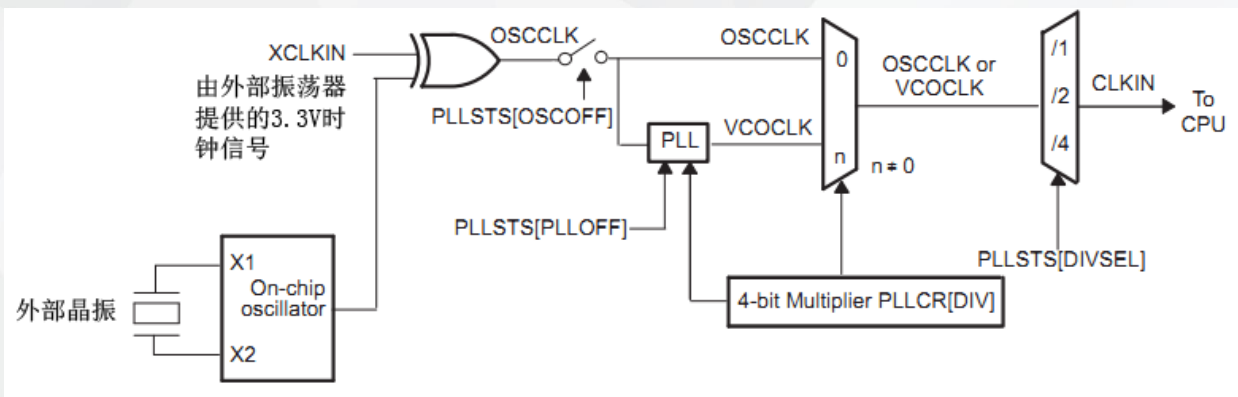 XCLKIN
由外部振荡器
提供的3.3V时
钟信号
OSCCLK
PLLSTS[OSCOFF]
OSCCLK
0
OSCCLK or
VCOCLK
/1
/2
/4
CLKIN
To
CPU
PLL
VCOCLK
n
n≠0
PLLSTS[PLLOFF]
PLLSTS[DIVSEL]
4-bit Multiplier PLLCR[DIV]
外部晶振
X1
On-chip
oscillator
X2